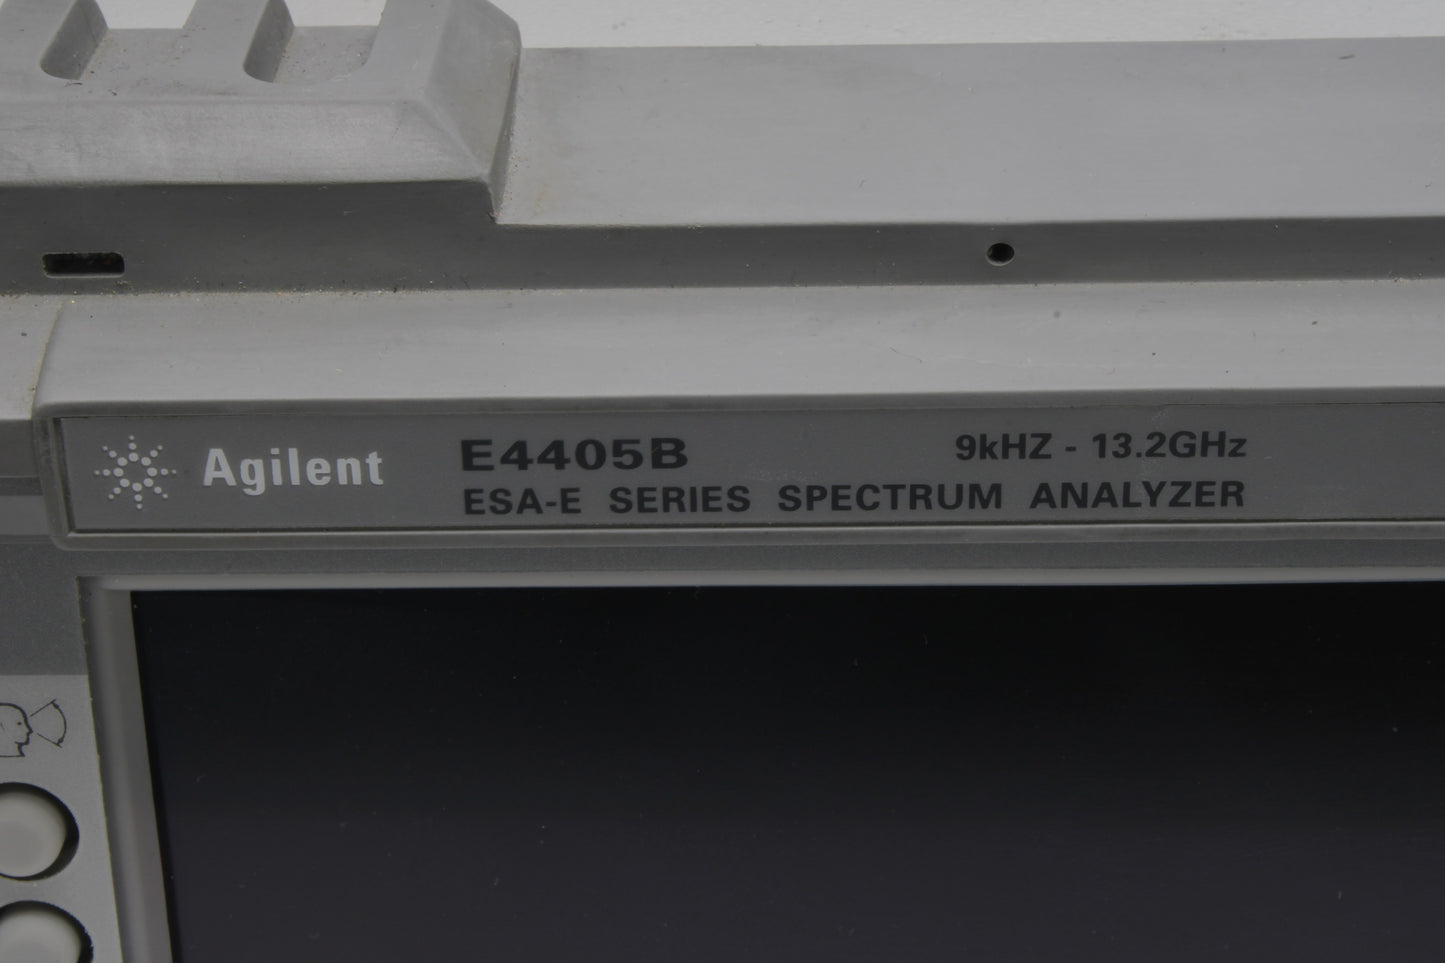 Agilent
E4405B
9kHZ - 13.2GHz
ESA-E SERIES SPECTRUM ANALYZER